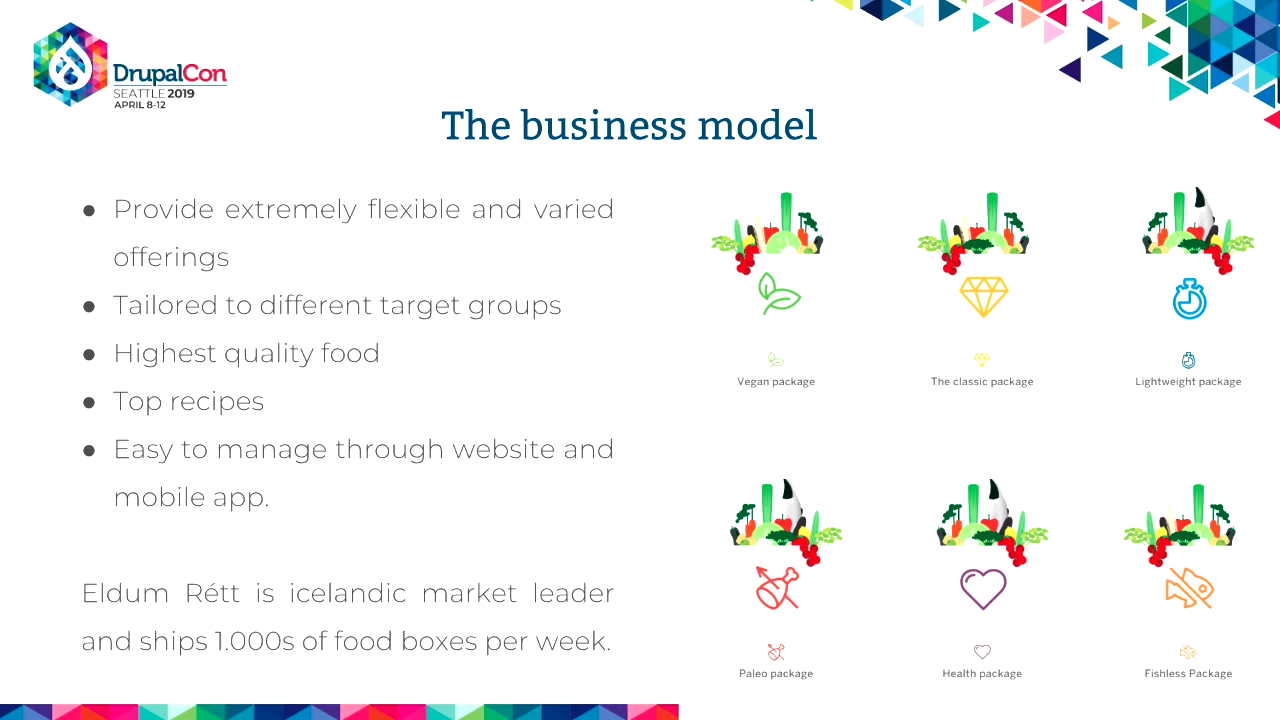 DrupalCon
SEATTLE 2019
APRIL 8-12
The business model
● Provide extremely flexible and varied
offerings
● Tailored to different target groups
● Highest quality food
● Top recipes
● Easy to manage through website and
mobile app.
Eldum Rétt is icelandic market leader
and ships 1.000s of food boxes per week.
Vegan package
The classic package
Lightweight package
Paleo package
Health package
Fishless Package